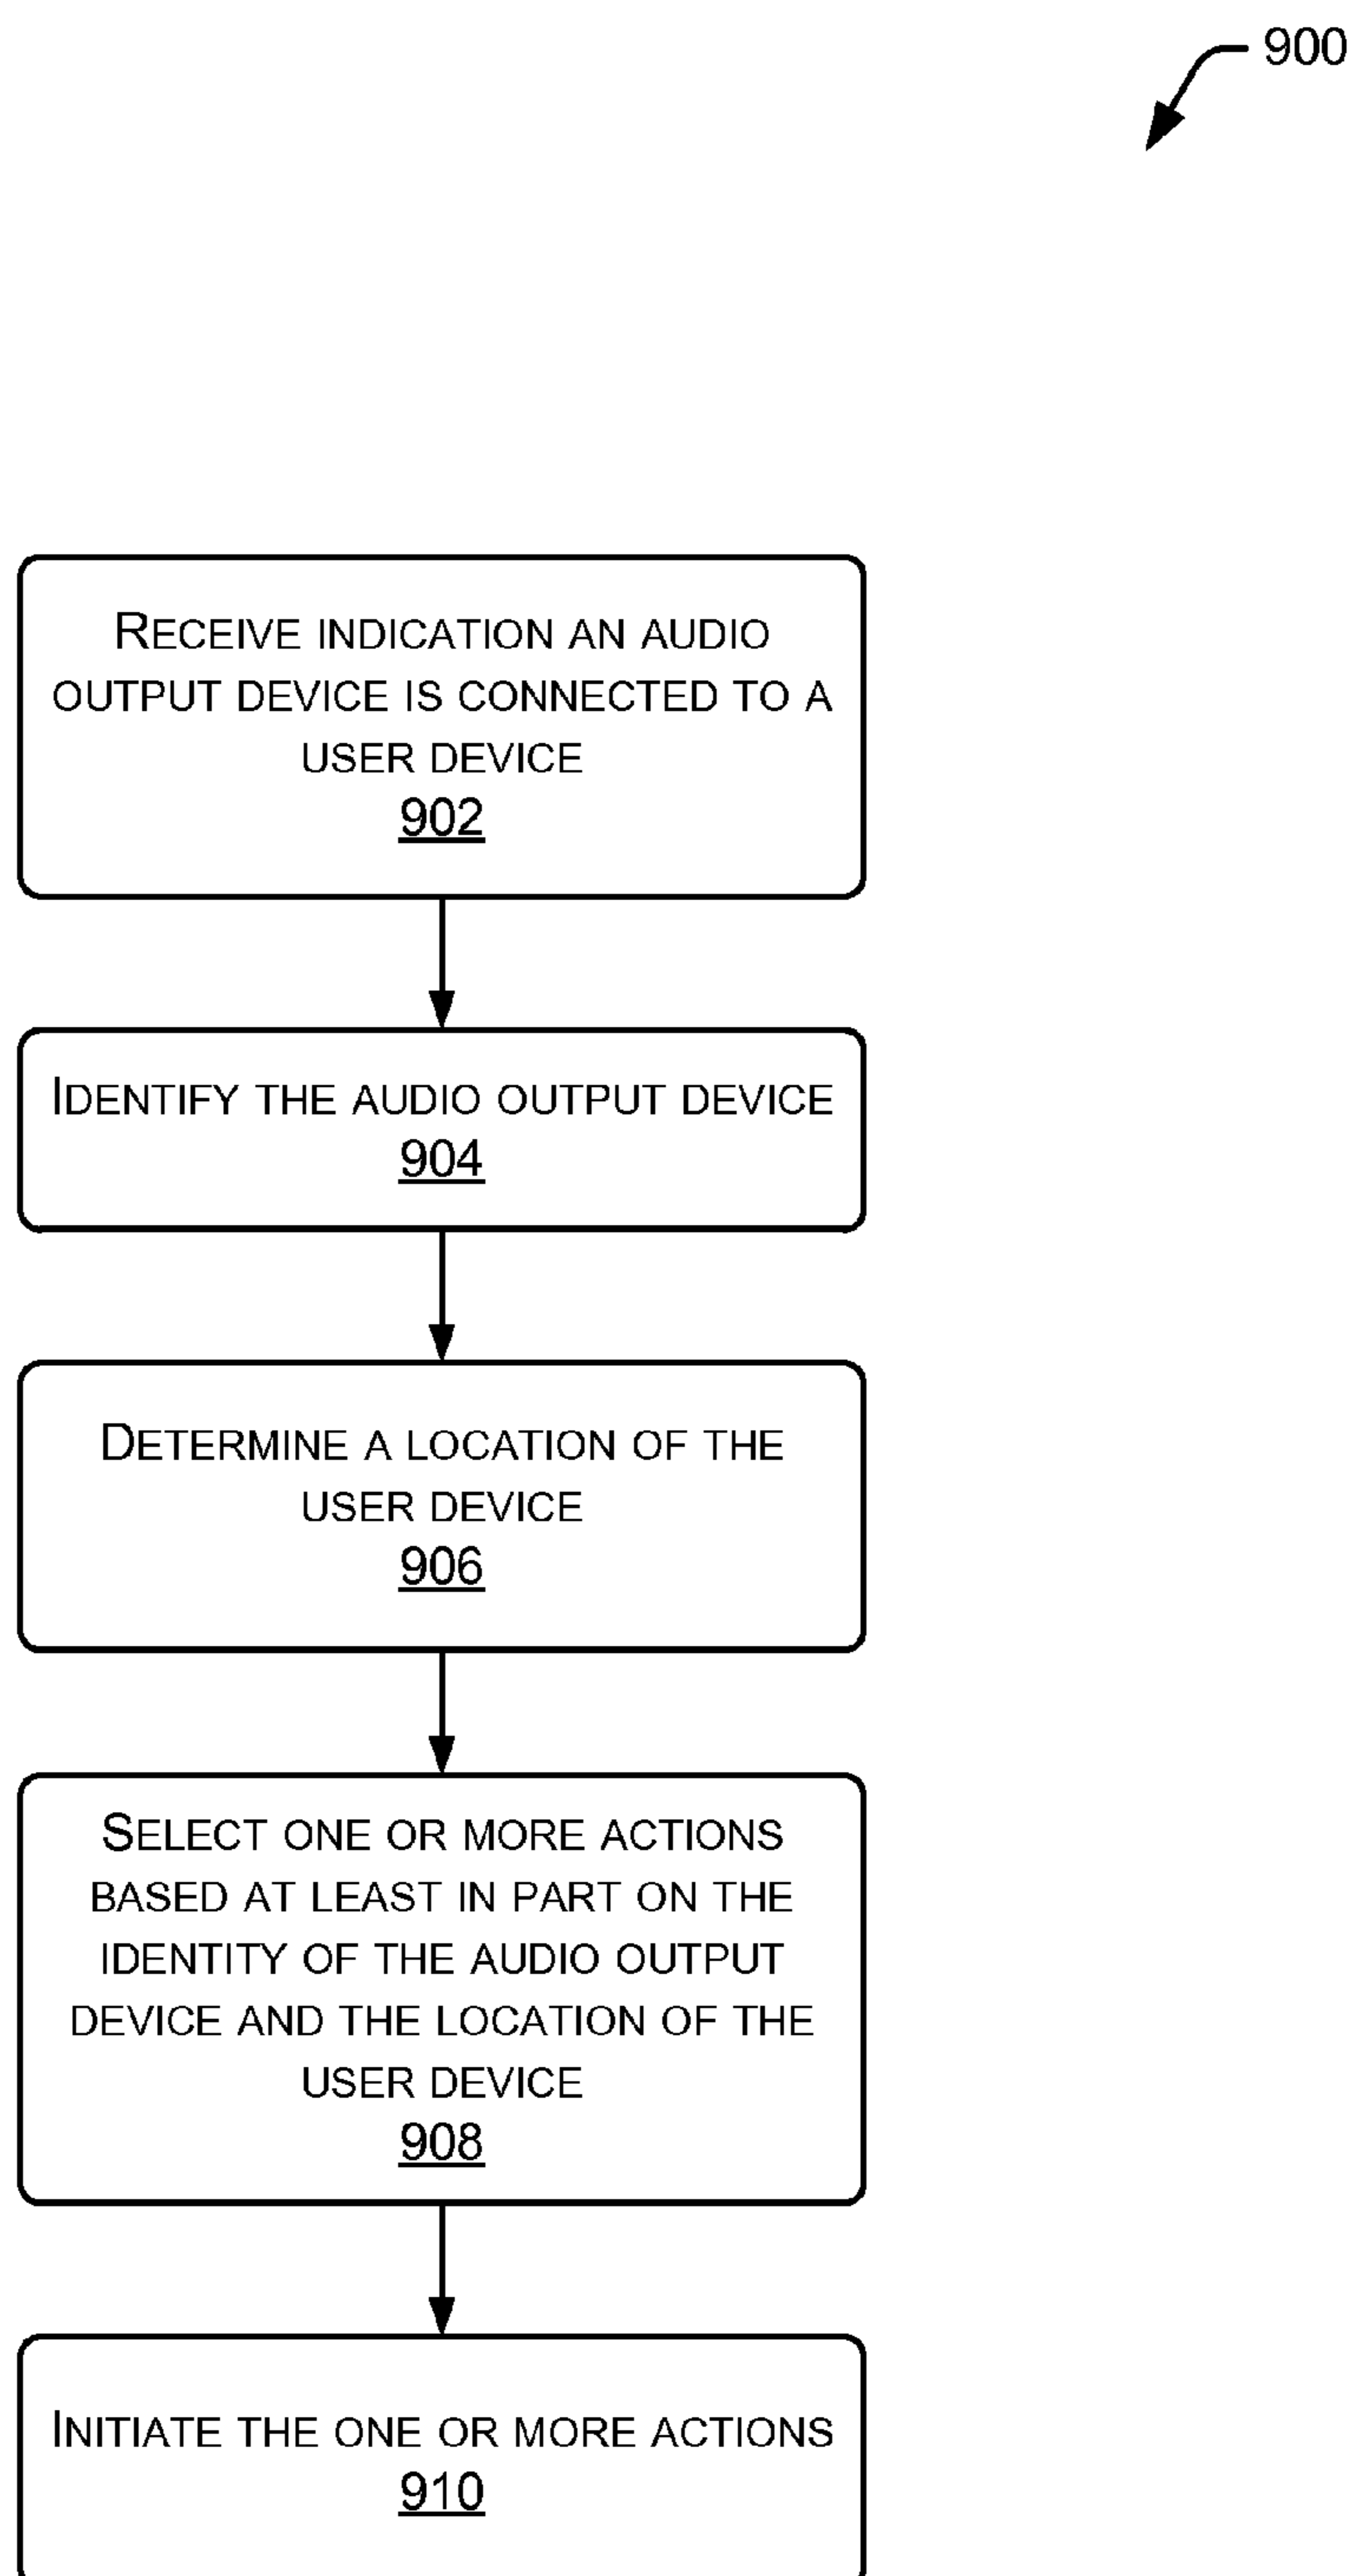 900
RECEIVE INDICATION AN AUDIO
OUTPUT DEVICE IS CONNECTED TO A
USER DEVICE
902
IDENTIFY THE AUDIO OUTPUT DEVICE
904
DETERMINE A LOCATION OF THE
USER DEVICE
906
SELECT ONE OR MORE ACTIONS
BASED AT LEAST IN PART ON THE
IDENTITY OF THE AUDIO OUTPUT
DEVICE AND THE LOCATION OF THE
USER DEVICE
908
INITIATE THE ONE OR MORE ACTIONS
910